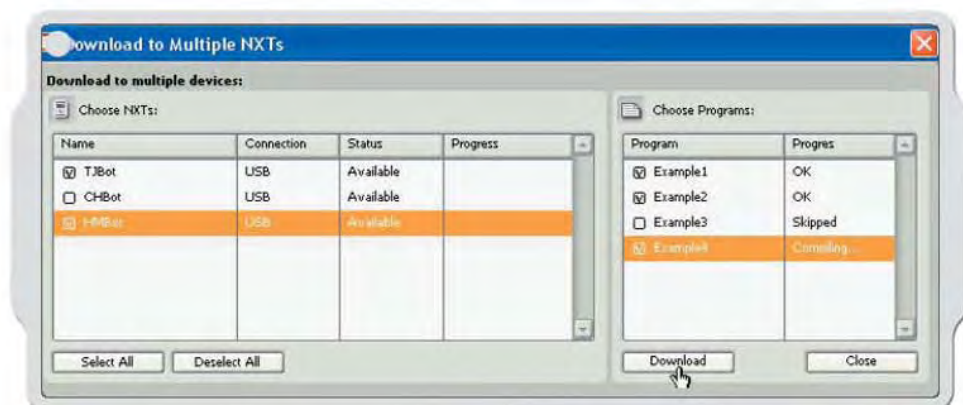 ownload to Multiple NXTs
Download to multiple devices:
Choose NXTs:
Name Connection Status Progress
TJBot USB Available
CHBot USB Available
HMBot USB Available
Select All Deselect All
Choose Programs:
Program Progres
Example1 OK
Example2 OK
Example3 Skipped
Example4 Compiling...
Download Close